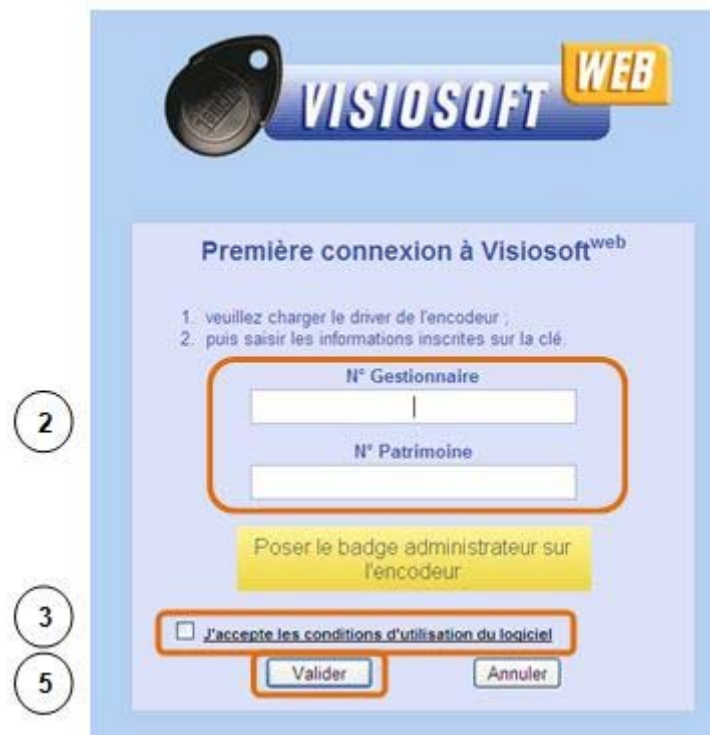 VISIOSOFT WEB
Première connexion à Visiosoft web
1. veuillez charger le driver de l'encodeur ;
2. puis saisir les informations inscrites sur la clé.
N° Gestionnaire
2
N° Patrimoine
Poser le badge administrateur sur
l'encodeur
3
J'accepte les conditions d'utilisation du logiciel
5
Valider
Annuler